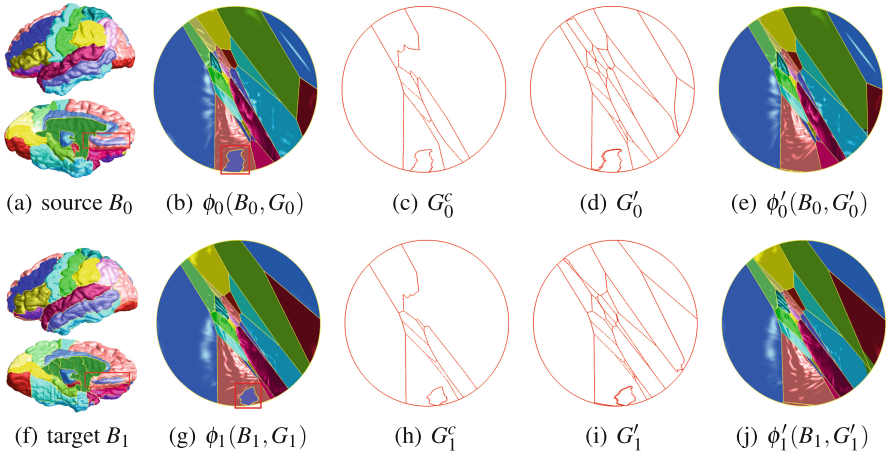 (a) source B₀ (b) ϕ₀(B₀, G₀) (c) G₀ᶜ (d) G₀′ (e) ϕ₀′(B₀, G₀′)
(f) target B₁ (g) ϕ₁(B₁, G₁) (h) G₁ᶜ (i) G₁′ (j) ϕ₁′(B₁, G₁′)